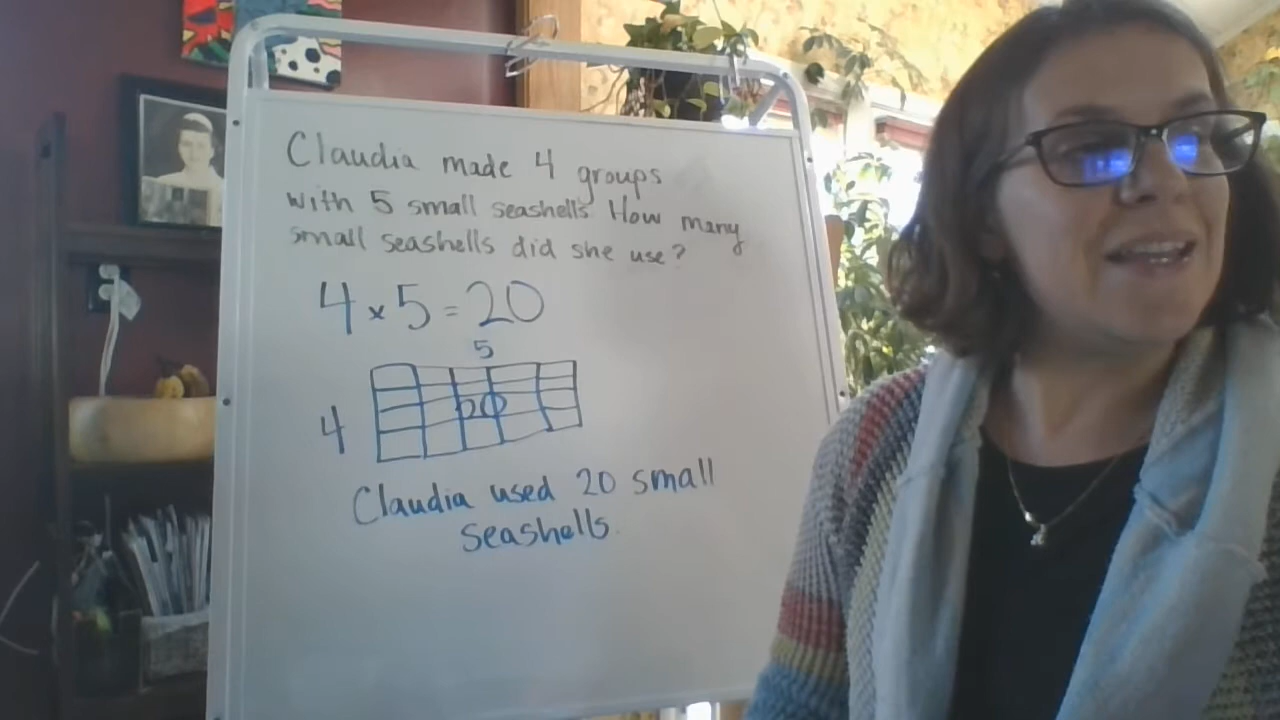 Claudia made 4 groups
with 5 small seashells. How many
small seashells did she use?
4 × 5 = 20
5
4
20
Claudia used 20 small
seashells.